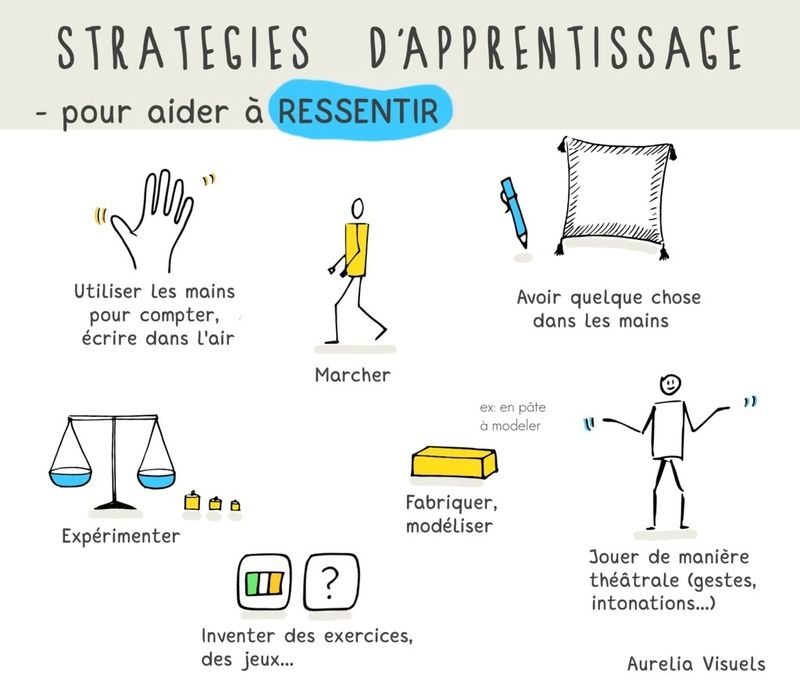 STRATEGIES D'APPRENTISSAGE
- pour aider à RESSENTIR
Utiliser les mains
pour compter,
écrire dans l'air
Marcher
Avoir quelque chose
dans les mains
Expérimenter
ex: en pâte
à modeler
Fabriquer,
modéliser
Jouer de manière
théâtrale (gestes,
intonations...)
?
Inventer des exercices,
des jeux...
Aurelia Visuels